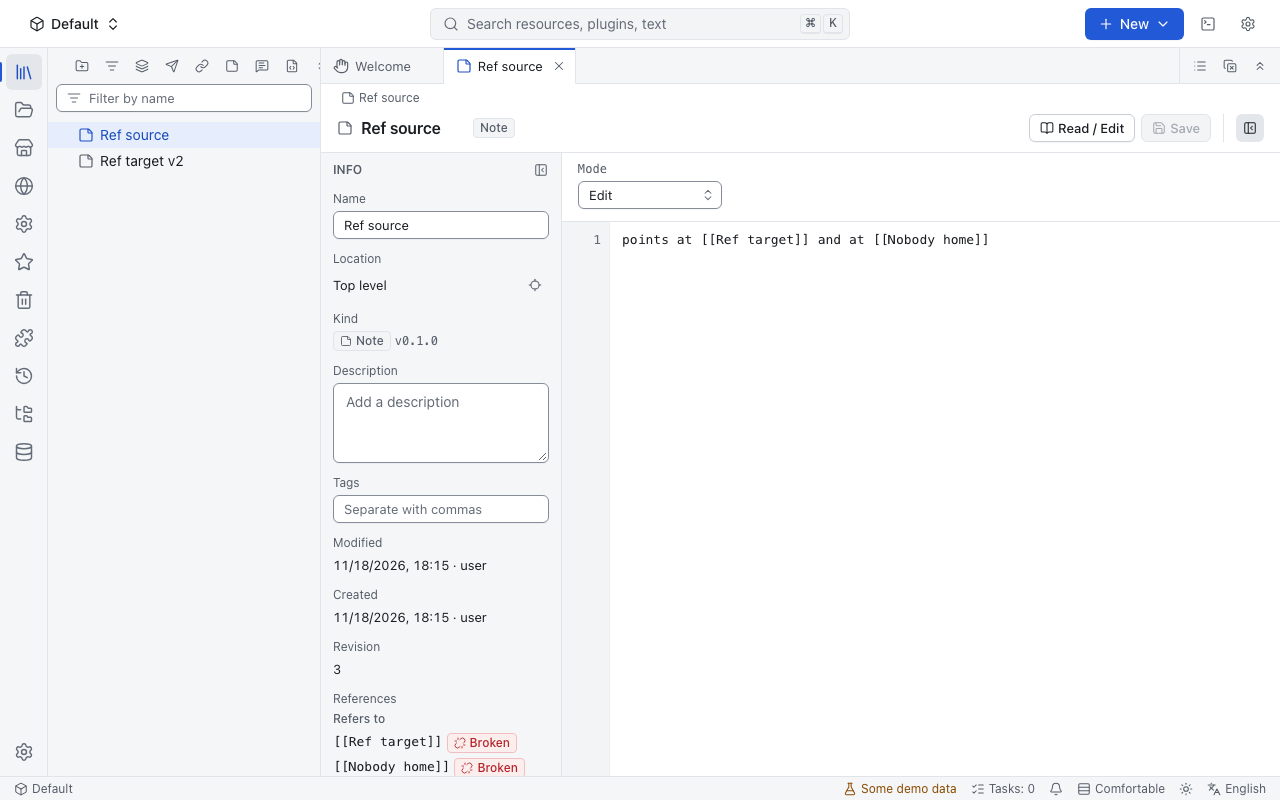 Default
Search resources, plugins, text
⌘ K
New
Welcome
Ref source
Filter by name
Ref source
Ref target v2
Ref source
Ref source
Note
Read / Edit
Save
INFO
Name
Ref source
Location
Top level
Kind
Note v0.1.0
Description
Add a description
Tags
Separate with commas
Modified
11/18/2026, 18:15 · user
Created
11/18/2026, 18:15 · user
Revision
3
References
Refers to
[[Ref target]] Broken
[[Nobody home]] Broken
Mode
Edit
1 points at [[Ref target]] and at [[Nobody home]]
Default
Some demo data
Tasks: 0
Comfortable
English